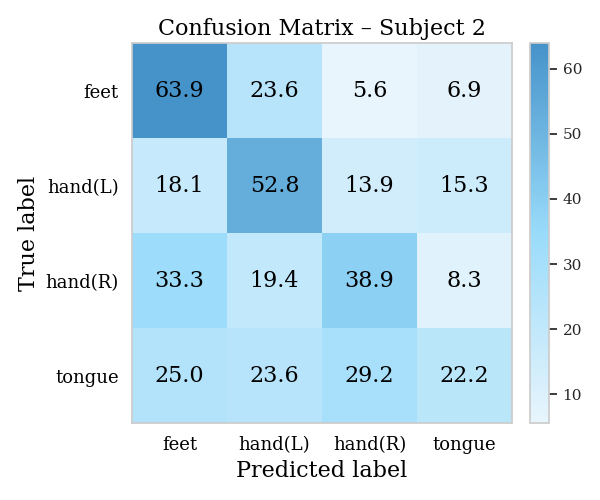 Confusion Matrix – Subject 2
feet 63.9 23.6 5.6 6.9
hand(L) 18.1 52.8 13.9 15.3
hand(R) 33.3 19.4 38.9 8.3
tongue 25.0 23.6 29.2 22.2
feet hand(L) hand(R) tongue
Predicted label
True label
60
50
40
30
20
10